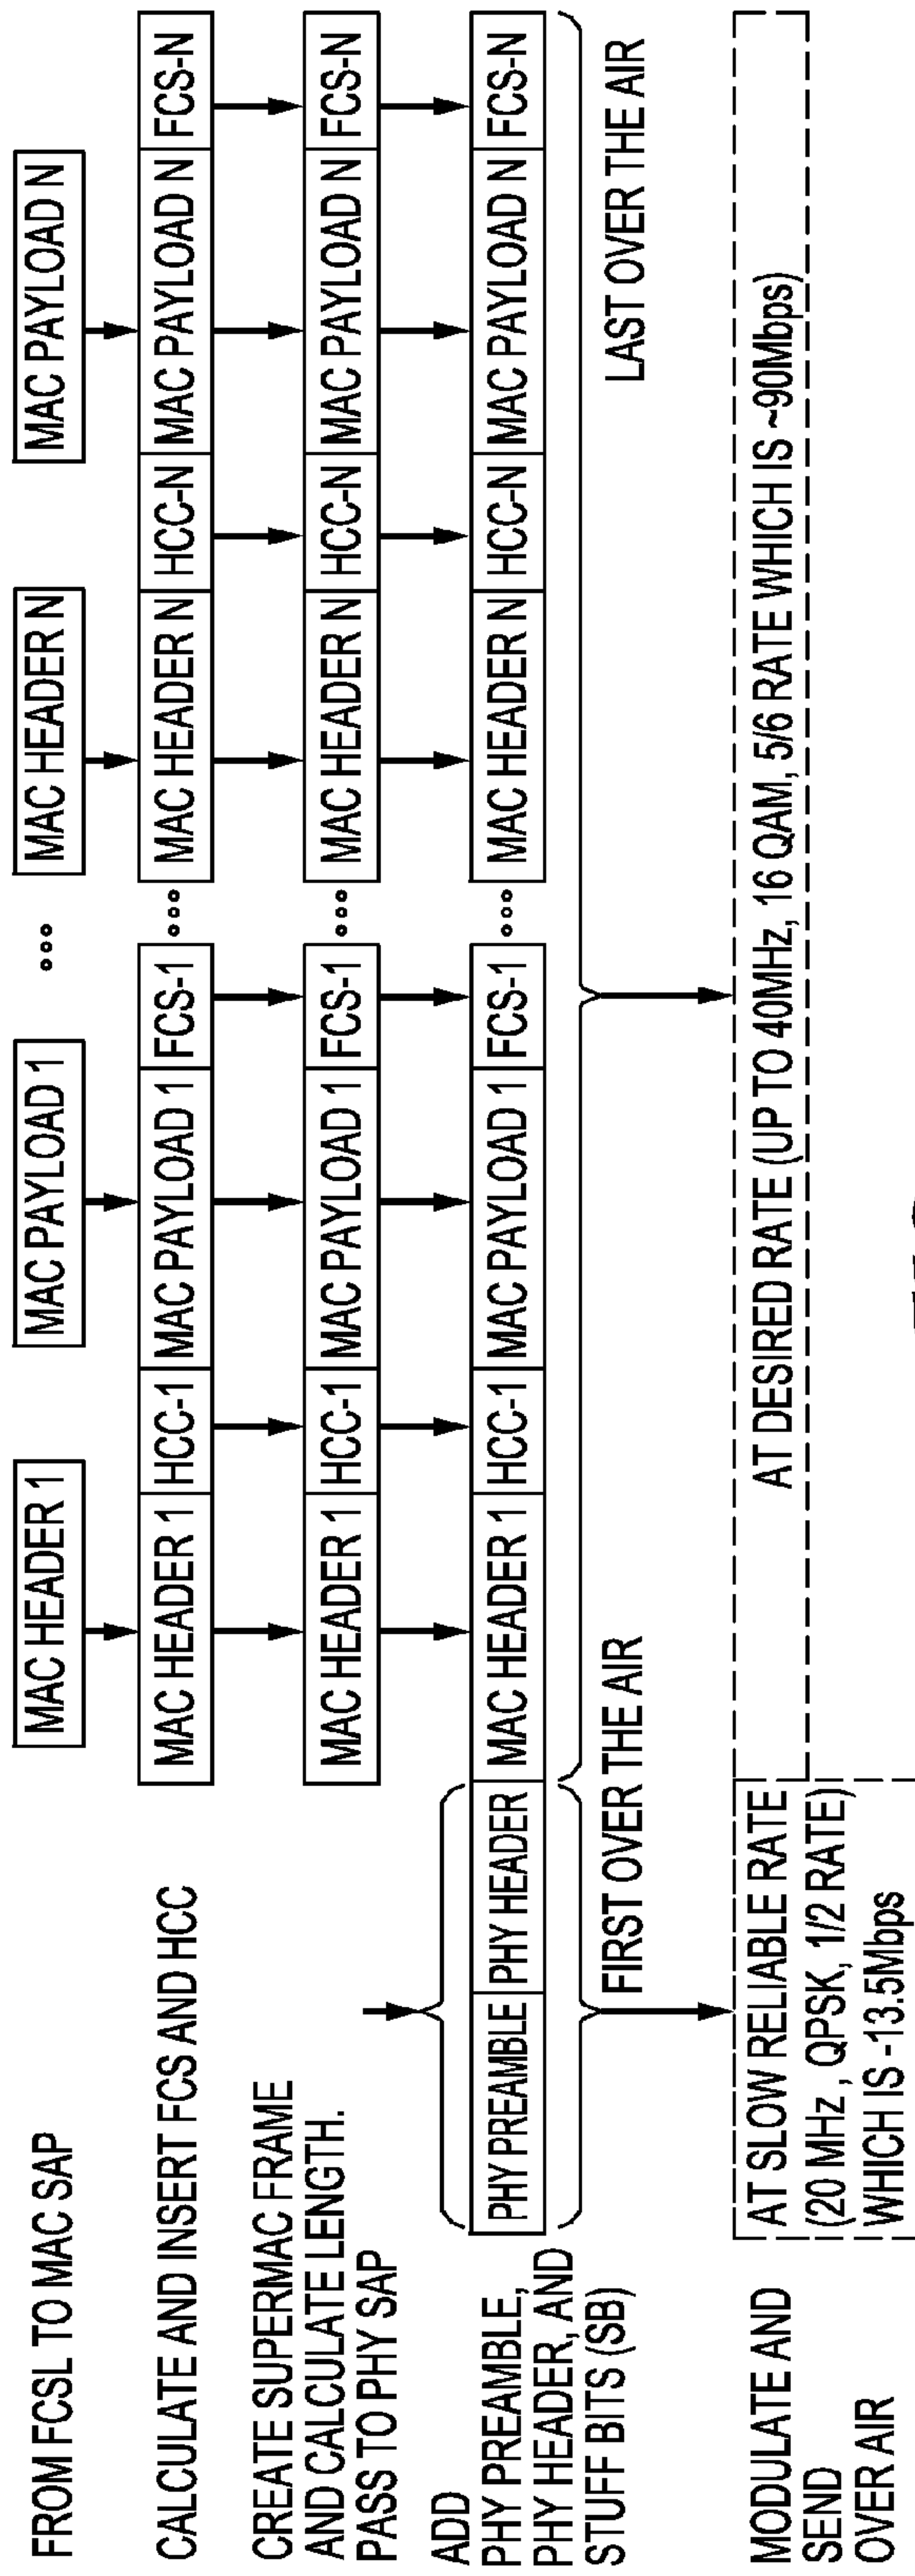 FROM FCSL TO MAC SAP
MAC HEADER 1
MAC PAYLOAD 1
°°°
MAC HEADER N
MAC PAYLOAD N
CALCULATE AND INSERT FCS AND HCC
MAC HEADER 1 HCC-1 MAC PAYLOAD 1 FCS-1 °°° MAC HEADER N HCC-N MAC PAYLOAD N FCS-N
CREATE SUPERMAC FRAME
AND CALCULATE LENGTH.
PASS TO PHY SAP
MAC HEADER 1 HCC-1 MAC PAYLOAD 1 FCS-1 °°° MAC HEADER N HCC-N MAC PAYLOAD N FCS-N
ADD
PHY PREAMBLE,
PHY HEADER, AND
STUFF BITS (SB)
PHY PREAMBLE PHY HEADER MAC HEADER 1 HCC-1 MAC PAYLOAD 1 FCS-1 °°° MAC HEADER N HCC-N MAC PAYLOAD N FCS-N
FIRST OVER THE AIR
LAST OVER THE AIR
MODULATE AND
SEND
OVER AIR
AT SLOW RELIABLE RATE
(20 MHz , QPSK, 1/2 RATE)
WHICH IS -13.5Mbps
AT DESIRED RATE (UP TO 40MHz, 16 QAM, 5/6 RATE WHICH IS ~90Mbps)